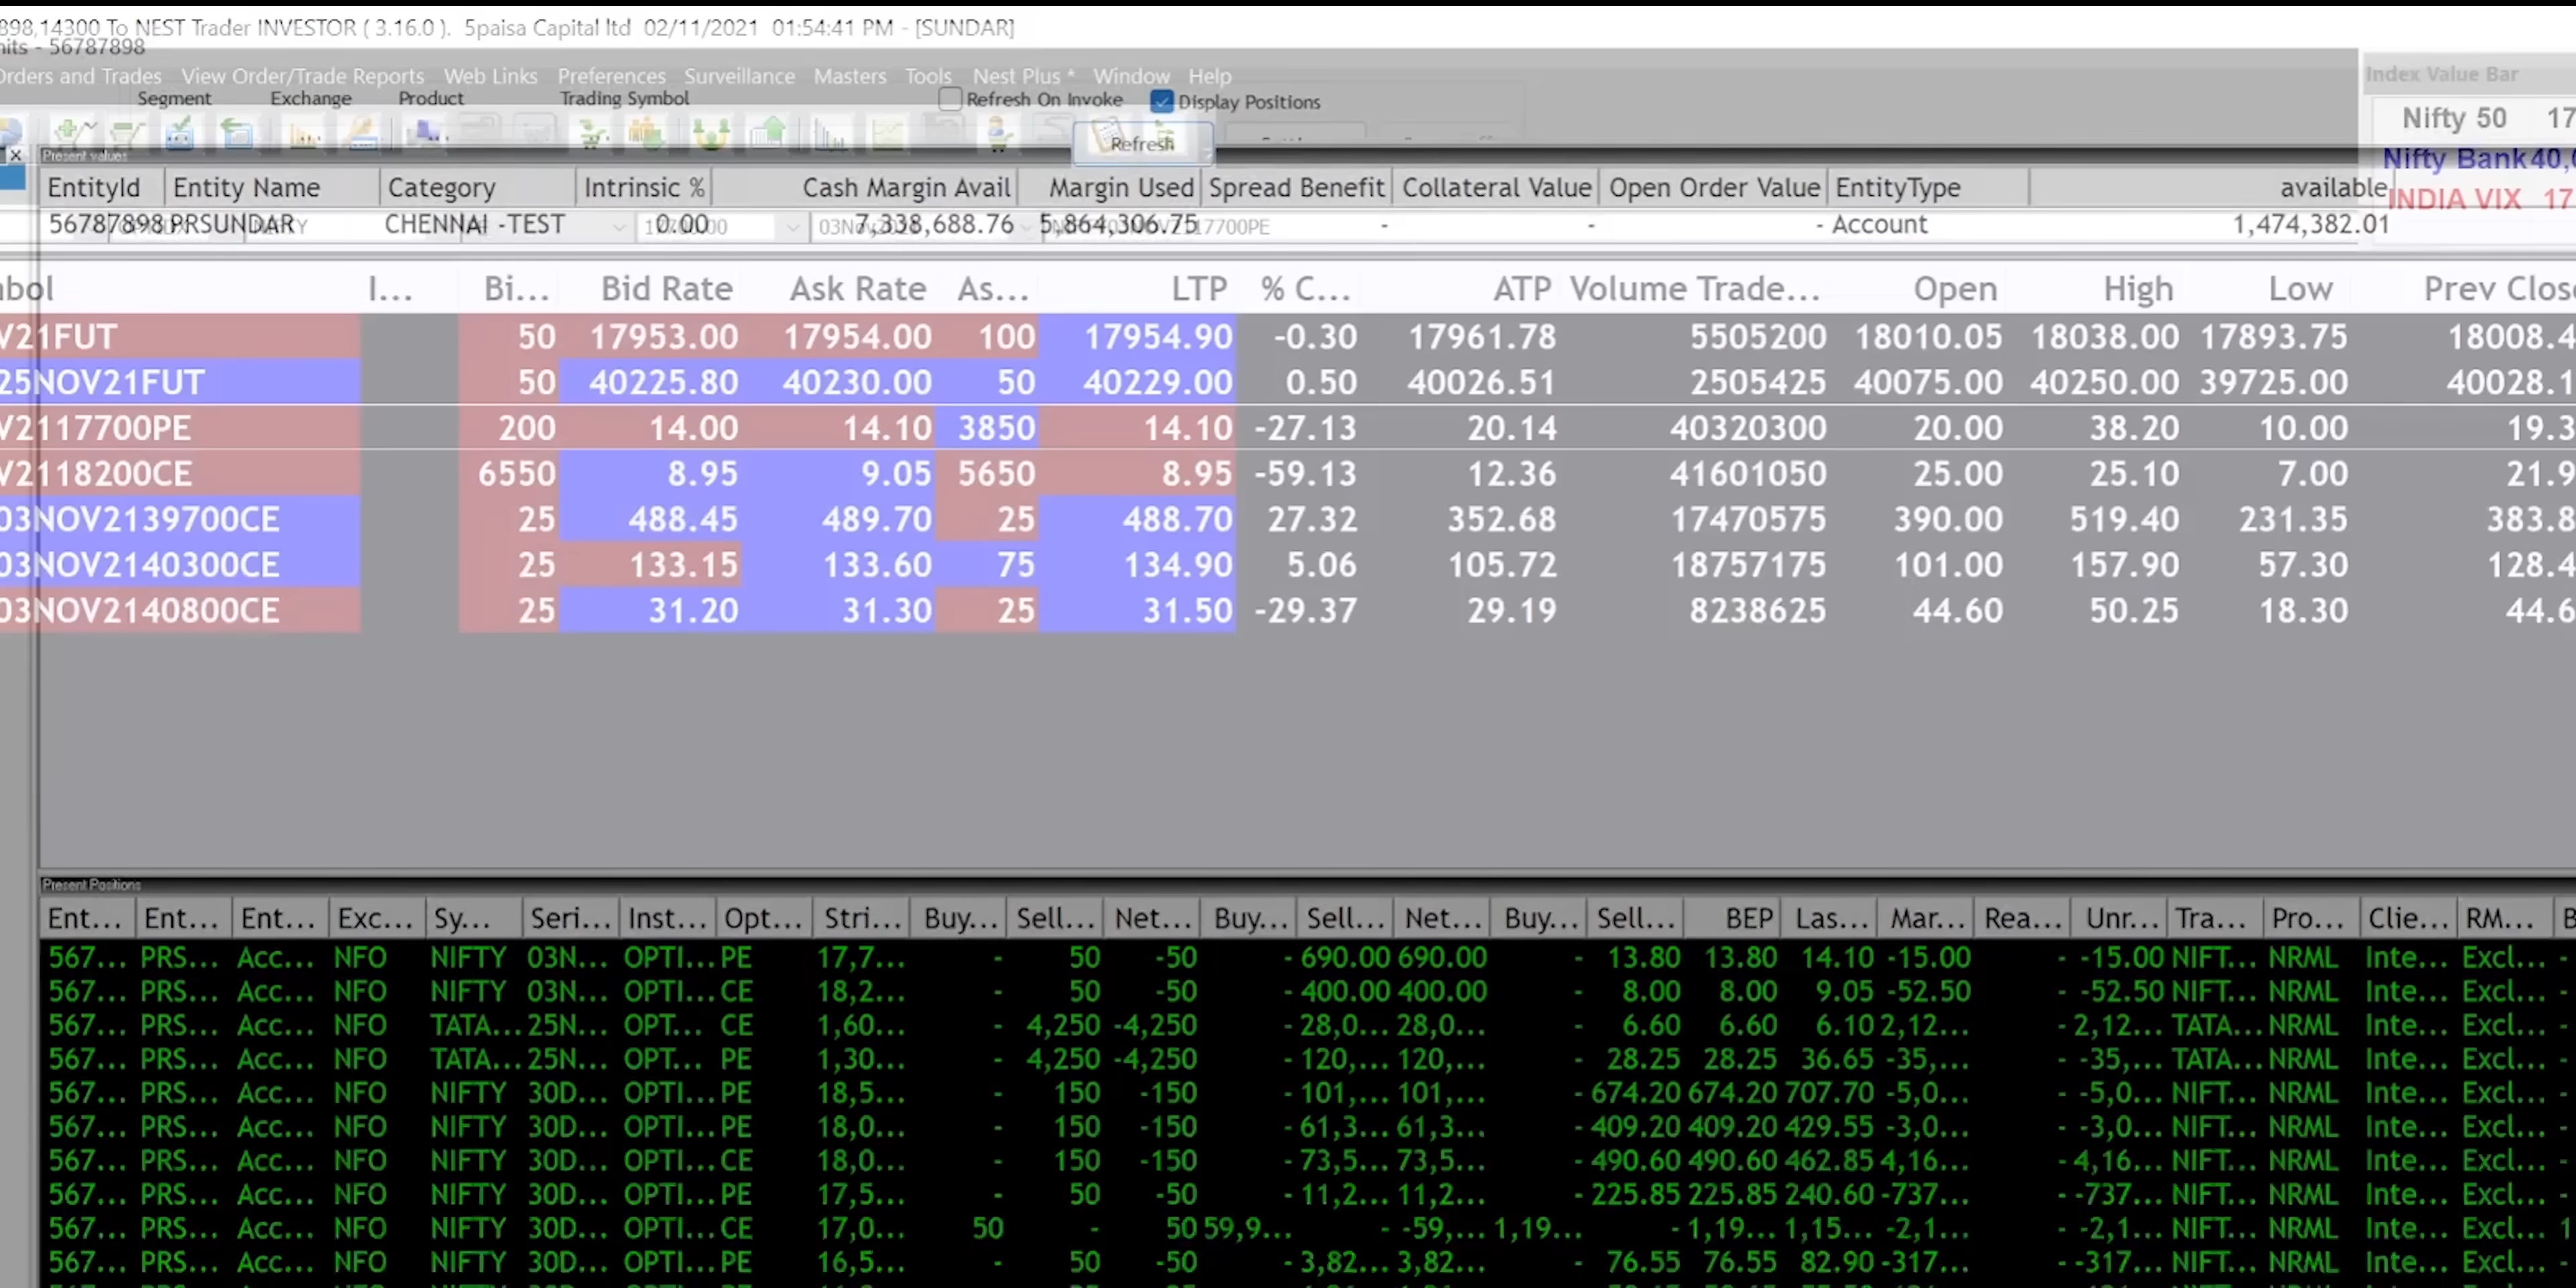 898,14300 To NEST Trader INVESTOR ( 3.16.0 ). 5paisa Capital ltd 02/11/2021 01:54:41 PM - [SUNDAR]
nits - 56787898
Orders and Trades View Order/Trade Reports Web Links Preferences Surveillance Masters Tools Nest Plus * Window Help
Index Value Bar
Segment Exchange Product Trading Symbol Refresh On Invoke Display Positions
Nifty 50 17
Refresh
Present values
Nifty Bank 40,
EntityId Entity Name Category Intrinsic % Cash Margin Avail Margin Used Spread Benefit Collateral Value Open Order Value EntityType available
INDIA VIX 17
56787898 PRSUNDAR CHENNAI -TEST 0.00 7,338,688.76 5,864,306.75 - - - Account 1,474,382.01
nbol I... Bi... Bid Rate Ask Rate As... LTP % C... ATP Volume Trade... Open High Low Prev Clos
V21FUT 50 17953.00 17954.00 100 17954.90 -0.30 17961.78 5505200 18010.05 18038.00 17893.75 18008.4
25NOV21FUT 50 40225.80 40230.00 50 40229.00 0.50 40026.51 2505425 40075.00 40250.00 39725.00 40028.1
V2117700PE 200 14.00 14.10 3850 14.10 -27.13 20.14 40320300 20.00 38.20 10.00 19.3
V2118200CE 6550 8.95 9.05 5650 8.95 -59.13 12.36 41601050 25.00 25.10 7.00 21.9
03NOV2139700CE 25 488.45 489.70 25 488.70 27.32 352.68 17470575 390.00 519.40 231.35 383.8
03NOV2140300CE 25 133.15 133.60 75 134.90 5.06 105.72 18757175 101.00 157.90 57.30 128.4
03NOV2140800CE 25 31.20 31.30 25 31.50 -29.37 29.19 8238625 44.60 50.25 18.30 44.6
Present Positions
Ent... Ent... Ent... Exc... Sy... Seri... Inst... Opt... Stri... Buy... Sell... Net... Buy... Sell... Net... Buy... Sell... BEP Las... Mar... Rea... Unr... Tra... Pro... Clie... RM... B
567... PRS... Acc... NFO NIFTY 03N... OPTI... PE 17,7... - 50 -50 - 690.00 690.00 - 13.80 13.80 14.10 -15.00 - -15.00 NIFT... NRML Inte... Excl... -
567... PRS... Acc... NFO NIFTY 03N... OPTI... CE 18,2... - 50 -50 - 400.00 400.00 - 8.00 8.00 9.05 -52.50 - -52.50 NIFT... NRML Inte... Excl... -
567... PRS... Acc... NFO TATA... 25N... OPT... CE 1,60... - 4,250 -4,250 - 28,0... 28,0... - 6.60 6.60 6.10 2,12... - 2,12... TATA... NRML Inte... Excl... -
567... PRS... Acc... NFO TATA... 25N... OPT... PE 1,30... - 4,250 -4,250 - 120,... 120,... - 28.25 28.25 36.65 -35,... - -35,... TATA... NRML Inte... Excl... -
567... PRS... Acc... NFO NIFTY 30D... OPTI... PE 18,5... - 150 -150 - 101,... 101,... - 674.20 674.20 707.70 -5,0... - -5,0... NIFT... NRML Inte... Excl... -
567... PRS... Acc... NFO NIFTY 30D... OPTI... PE 18,0... - 150 -150 - 61,3... 61,3... - 409.20 409.20 429.55 -3,0... - -3,0... NIFT... NRML Inte... Excl... -
567... PRS... Acc... NFO NIFTY 30D... OPTI... CE 18,0... - 150 -150 - 73,5... 73,5... - 490.60 490.60 462.85 4,16... - 4,16... NIFT... NRML Inte... Excl... -
567... PRS... Acc... NFO NIFTY 30D... OPTI... PE 17,5... - 50 -50 - 11,2... 11,2... - 225.85 225.85 240.60 -737... - -737... NIFT... NRML Inte... Excl... -
567... PRS... Acc... NFO NIFTY 30D... OPTI... CE 17,0... 50 - 50 59,9... - -59,... 1,19... - 1,19... 1,15... -2,1... - -2,1... NIFT... NRML Inte... Excl... 1
567... PRS... Acc... NFO NIFTY 30D... OPTI... PE 16,5... - 50 -50 - 3,82... 3,82... - 76.55 76.55 82.90 -317... - -317... NIFT... NRML Inte... Excl... -